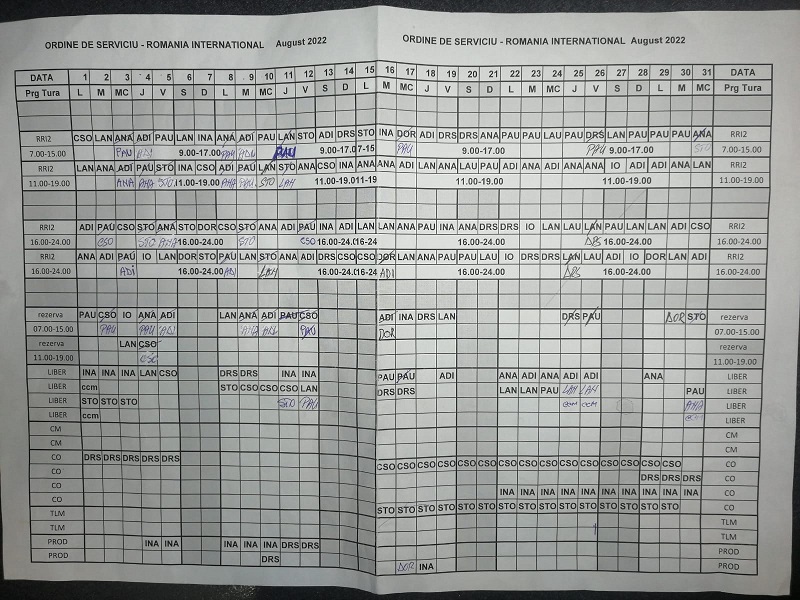 ORDINE DE SERVICIU - ROMANIA INTERNATIONAL August 2022 ORDINE DE SERVICIU - ROMANIA INTERNATIONAL August 2022
DATA 1 2 3 4 5 6 7 8 9 10 11 12 13 14 15 16 17 18 19 20 21 22 23 24 25 26 27 28 29 30 31 DATA
Prg Tura L M MC J V S D L M MC J V S D L M MC J V S D L M MC J V S D L M MC Prg Tura
RRI2 CSO LAN ANA ADI PAU LAN INA ANA ADI PAU LAN STO ADI DRS STO INA DOR ADI DRS DRS ANA PAU PAU LAU PAU DRS LAN PAU PAU PAU ANA RRI2
7.00-15.00 PAU ADI 9.00-17.00 PAU ADI PAU 9.00-17.0 7-15 PAU 9.00-17.00 PAU 9.00-17.00 STO 7.00-15.00
RRI2 LAN ANA ADI PAU STO INA CSO ADI PAU LAN STO ANA CSO INA ANA ADI LAN ADI ANA ANA IO ADI ADI ANA LAN RRI2
11.00-19.00 ANA ANA STO 11.00-19.00 ANA PAU STO LAN 11.00-19.0 11-19 11.00-19.00 11.00-19.00 11.00-19.00
RRI2 ADI PAU CSO STO ANA STO DOR CSO STO ANA ADI PAU INA ADI LAN LAN ANA PAU INA ANA DRS DRS IO LAN LAU LAN PAU ADI LAN ADI CSO RRI2
16.00-24.00 CSO STO ANA 16.00-24.00 STO CSO 16.00-24.0 16-24 16.00-24.00 DRS 16.00-24.00 16.00-24.00
RRI2 ANA ADI PAU IO LAN DOR STO PAU LAN STO ANA ADI DRS CSO CSO DOR LAN PAU ADI LAN PAU ADI ADI DRS DRS LAN LAU ADI IO DOR LAN ADI RRI2
16.00-24.00 ADI 16.00-24.00 ADI LAN 16.00-24.0 16-24 ADI 16.00-24.00 DRS 16.00-24.00 16.00-24.00
rezerva PAU CSO IO ANA ADI LAN ANA ADI PAU CSO ADI INA DRS LAN DRS PAU DOR STO rezerva
07.00-15.00 PAU PAU ADI ANA ADI PAU DOR 07.00-15.00
rezerva LAN CSO rezerva
11.00-19.00 CSO 11.00-19.00
LIBER INA INA INA LAN CSO DRS DRS INA INA PAU PAU ADI ANA ADI ANA ADI ADI ANA LIBER
LIBER ccm STO CSO CSO CSO LAN DRS DRS LAN LAN PAU LAN LAN PAU LIBER
LIBER STO STO STO STO PAU CCM CCM ANA LIBER
LIBER ccm CCM LIBER
CM CM
CM CM
CO DRS DRS DRS DRS DRS CSO CSO CSO CSO CSO CSO CSO CSO CSO CSO CSO CSO CSO CSO CSO CO
CO DRS DRS DRS CO
CO INA INA INA INA INA INA INA INA INA INA CO
CO STO STO STO STO STO STO STO STO STO STO STO STO STO STO STO CO
TLM TLM
TLM TLM
PROD INA INA INA INA INA DRS DRS PROD
PROD DRS DOR INA PROD